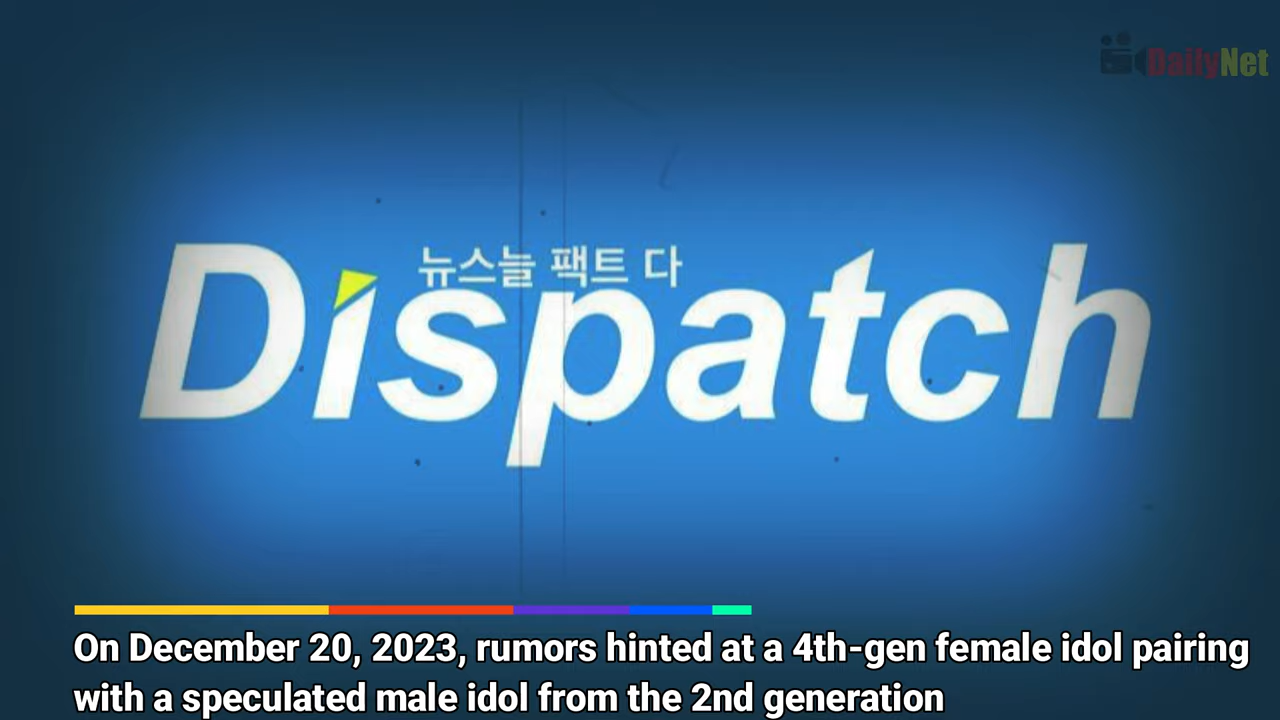 DailyNet
뉴스늘 팩트 다
Dispatch
On December 20, 2023, rumors hinted at a 4th-gen female idol pairing
with a speculated male idol from the 2nd generation